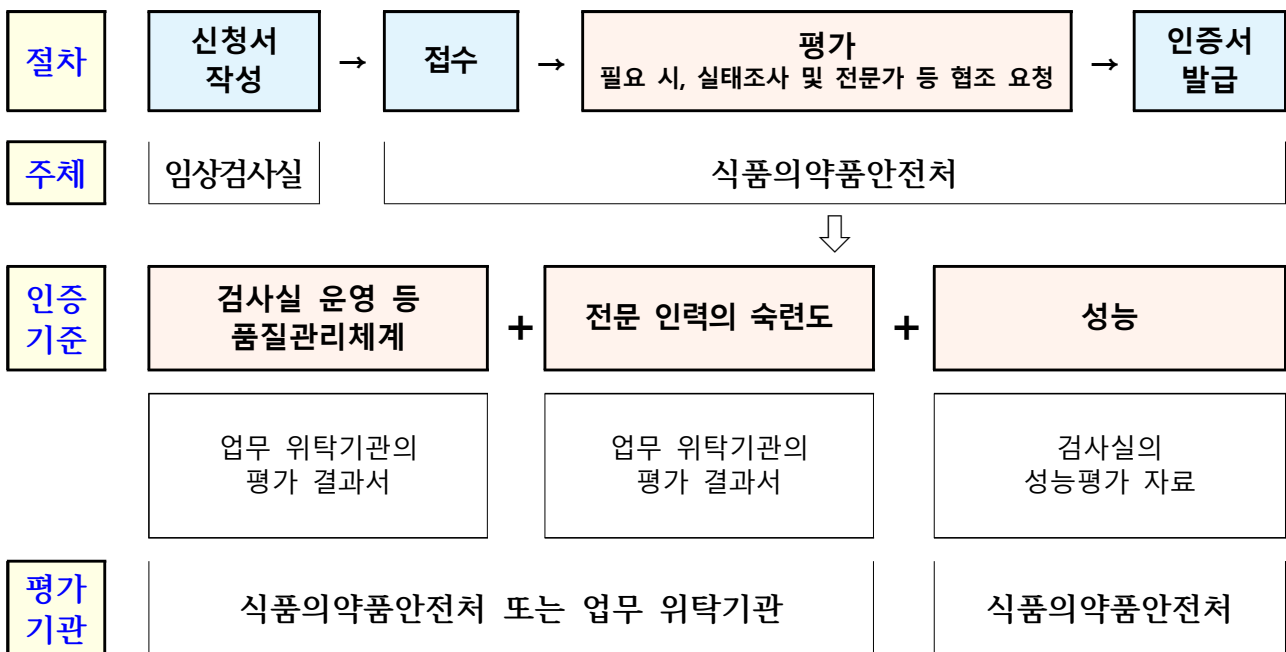 절차
신청서
작성
→
접수
→
평가
필요 시, 실태조사 및 전문가 등 협조 요청
→
인증서
발급
주체
임상검사실
식품의약품안전처
인증
기준
검사실 운영 등
품질관리체계
+
전문 인력의 숙련도
+
성능
업무 위탁기관의
평가 결과서
업무 위탁기관의
평가 결과서
검사실의
성능평가 자료
평가
기관
식품의약품안전처 또는 업무 위탁기관
식품의약품안전처